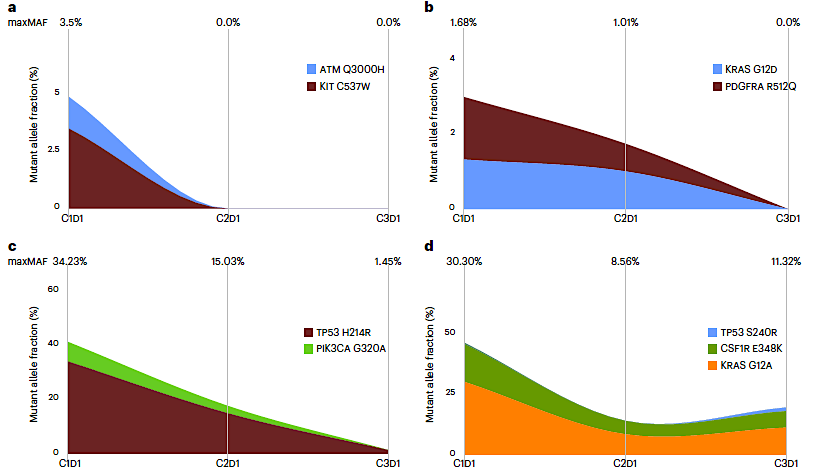 a
maxMAF 3.5% 0.0% 0.0%
ATM Q3000H
KIT C537W
Mutant allele fraction (%)
5
2.5
0
C1D1 C2D1 C3D1
b
1.68% 1.01% 0.0%
4
KRAS G12D
PDGFRA R512Q
Mutant allele fraction (%)
2
0
C1D1 C2D1 C3D1
c
maxMAF 34.23% 15.03% 1.45%
60
TP53 H214R
PIK3CA G320A
Mutant allele fraction (%)
40
20
0
C1D1 C2D1 C3D1
d
30.30% 8.56% 11.32%
TP53 S240R
CSF1R E348K
KRAS G12A
Mutant allele fraction (%)
50
25
0
C1D1 C2D1 C3D1